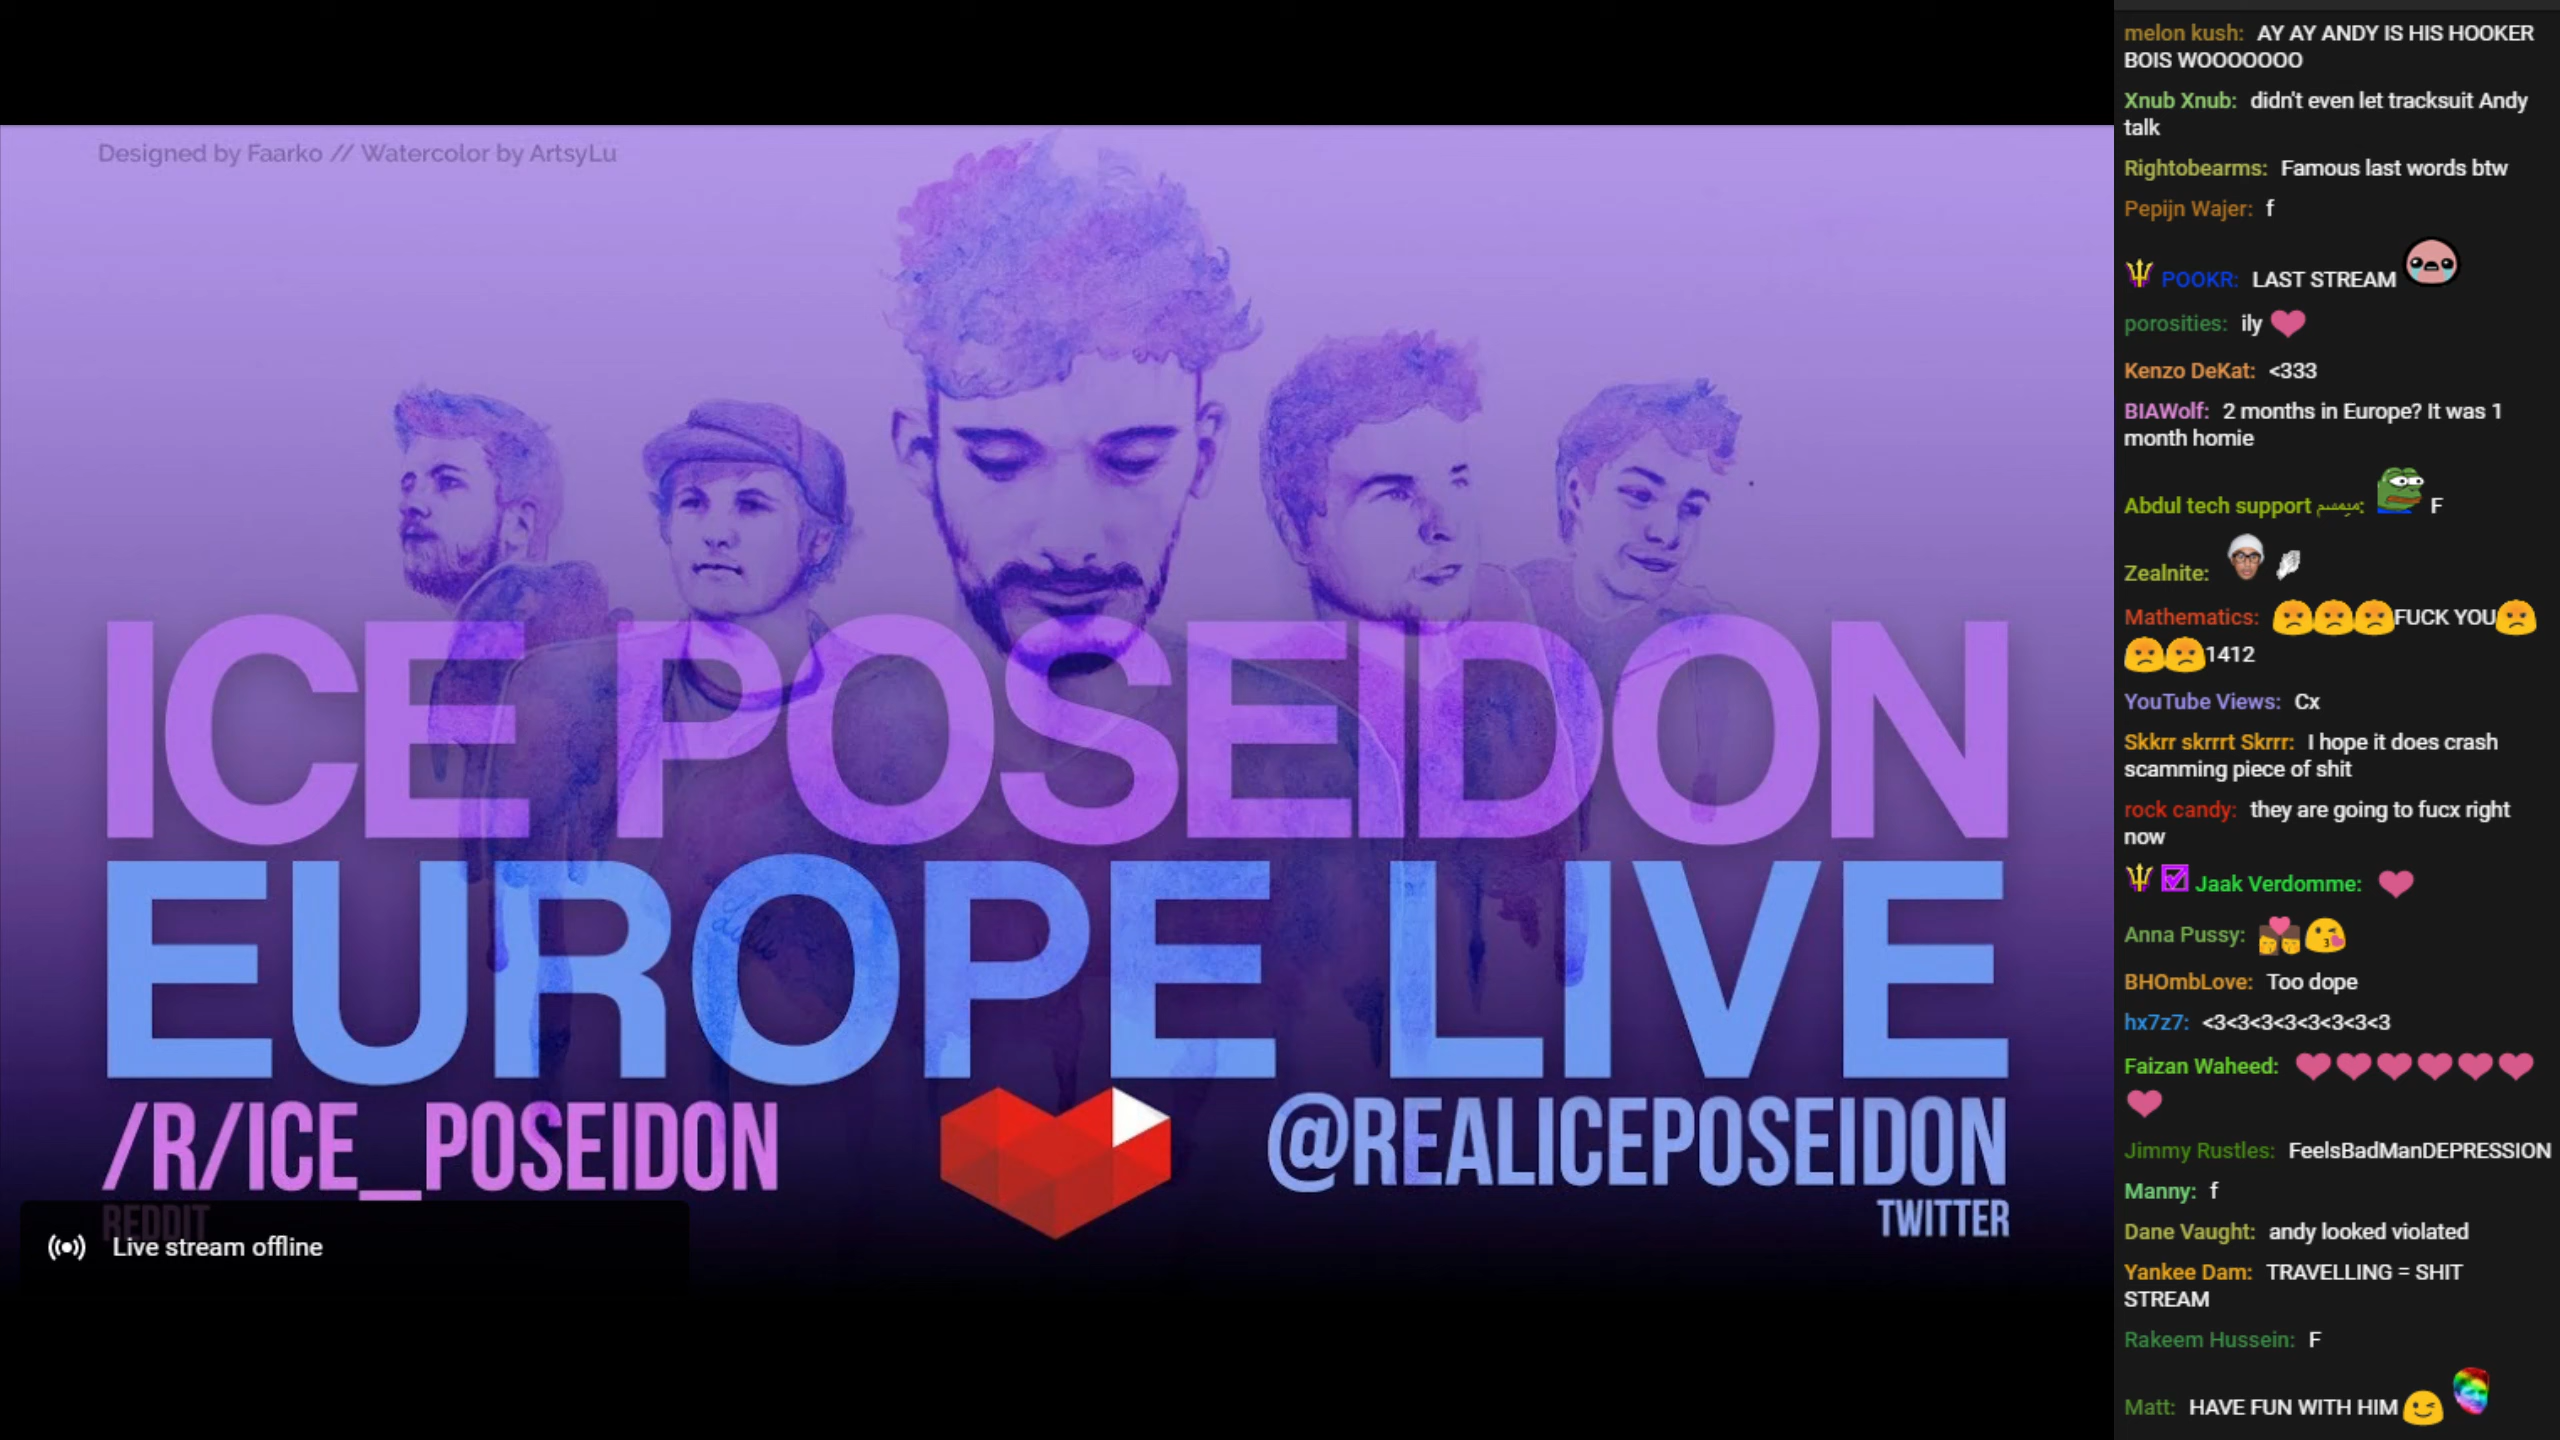 Designed by Faarko // Watercolor by ArtsyLu
ICE POSEIDON
EUROPE LIVE
/R/ICE_POSEIDON
REDDIT
@REALICEPOSEIDON
TWITTER
Live stream offline
melon kush: AY AY ANDY IS HIS HOOKER
BOIS WOOOOOOO
Xnub Xnub: didn't even let tracksuit Andy
talk
Rightobearms: Famous last words btw
Pepijn Wajer: f
POOKR: LAST STREAM
porosities: ily
Kenzo DeKat: <333
BIAWolf: 2 months in Europe? It was 1
month homie
Abdul tech support : F
Zealnite:
Mathematics: FUCK YOU
1412
YouTube Views: Cx
Skkrr skrrrt Skrrr: I hope it does crash
scamming piece of shit
rock candy: they are going to fucx right
now
Jaak Verdomme:
Anna Pussy:
BHOmbLove: Too dope
hx7z7: <3<3<3<3<3<3<3<3
Faizan Waheed:
Jimmy Rustles: FeelsBadManDEPRESSION
Manny: f
Dane Vaught: andy looked violated
Yankee Dam: TRAVELLING = SHIT
STREAM
Rakeem Hussein: F
Matt: HAVE FUN WITH HIM